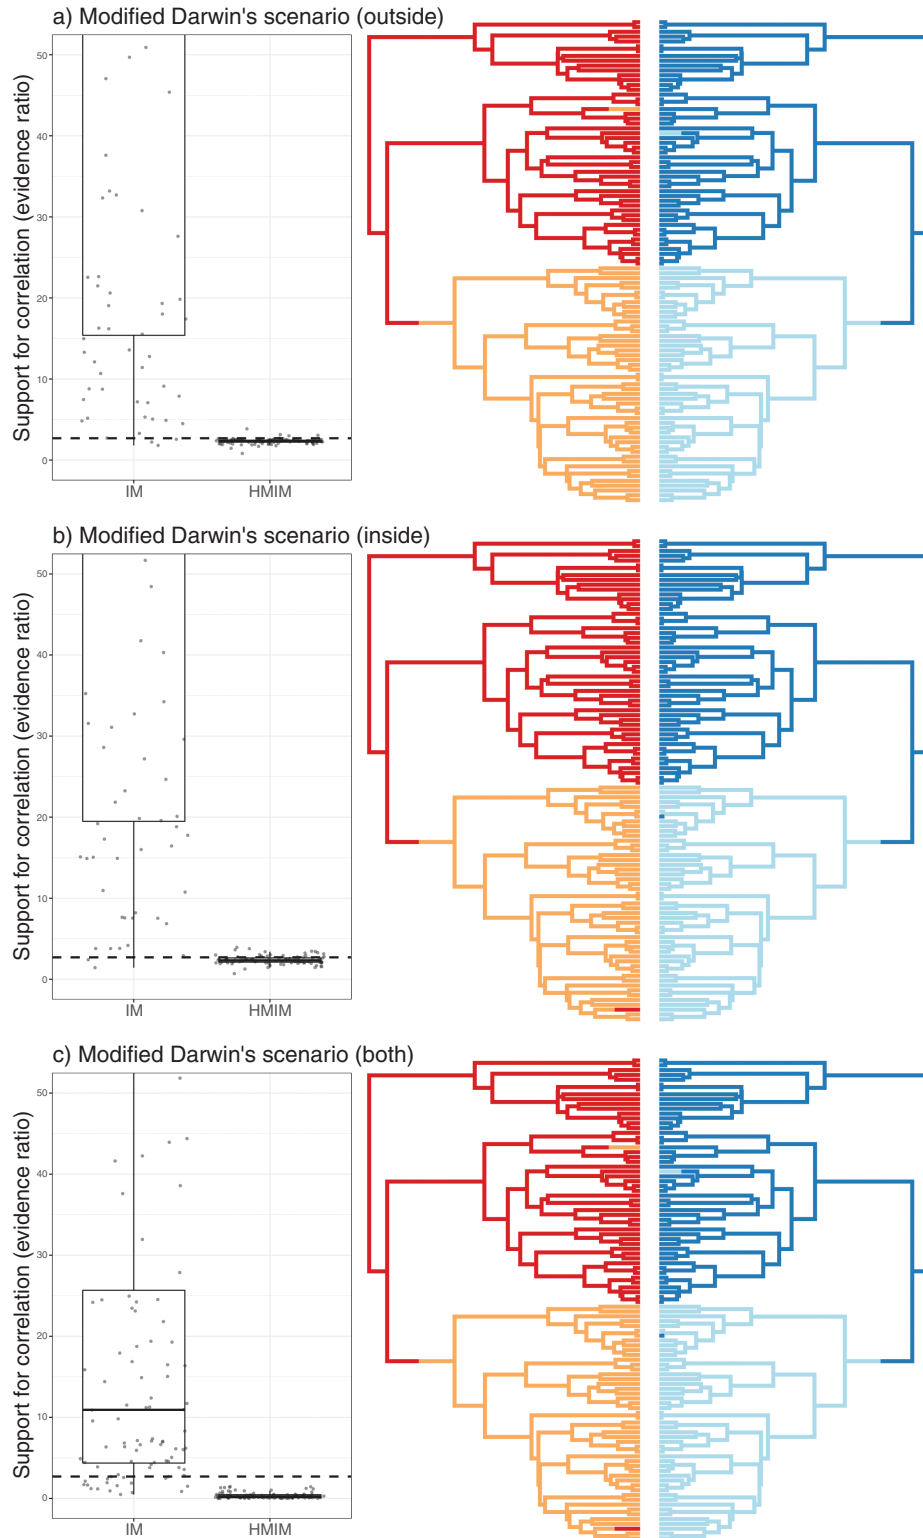 a) Modified Darwin's scenario (outside)
Support for correlation (evidence ratio)
50
40
30
20
10
0
IM HMIM
b) Modified Darwin's scenario (inside)
Support for correlation (evidence ratio)
50
40
30
20
10
0
IM HMIM
c) Modified Darwin's scenario (both)
Support for correlation (evidence ratio)
50
40
30
20
10
0
IM HMIM